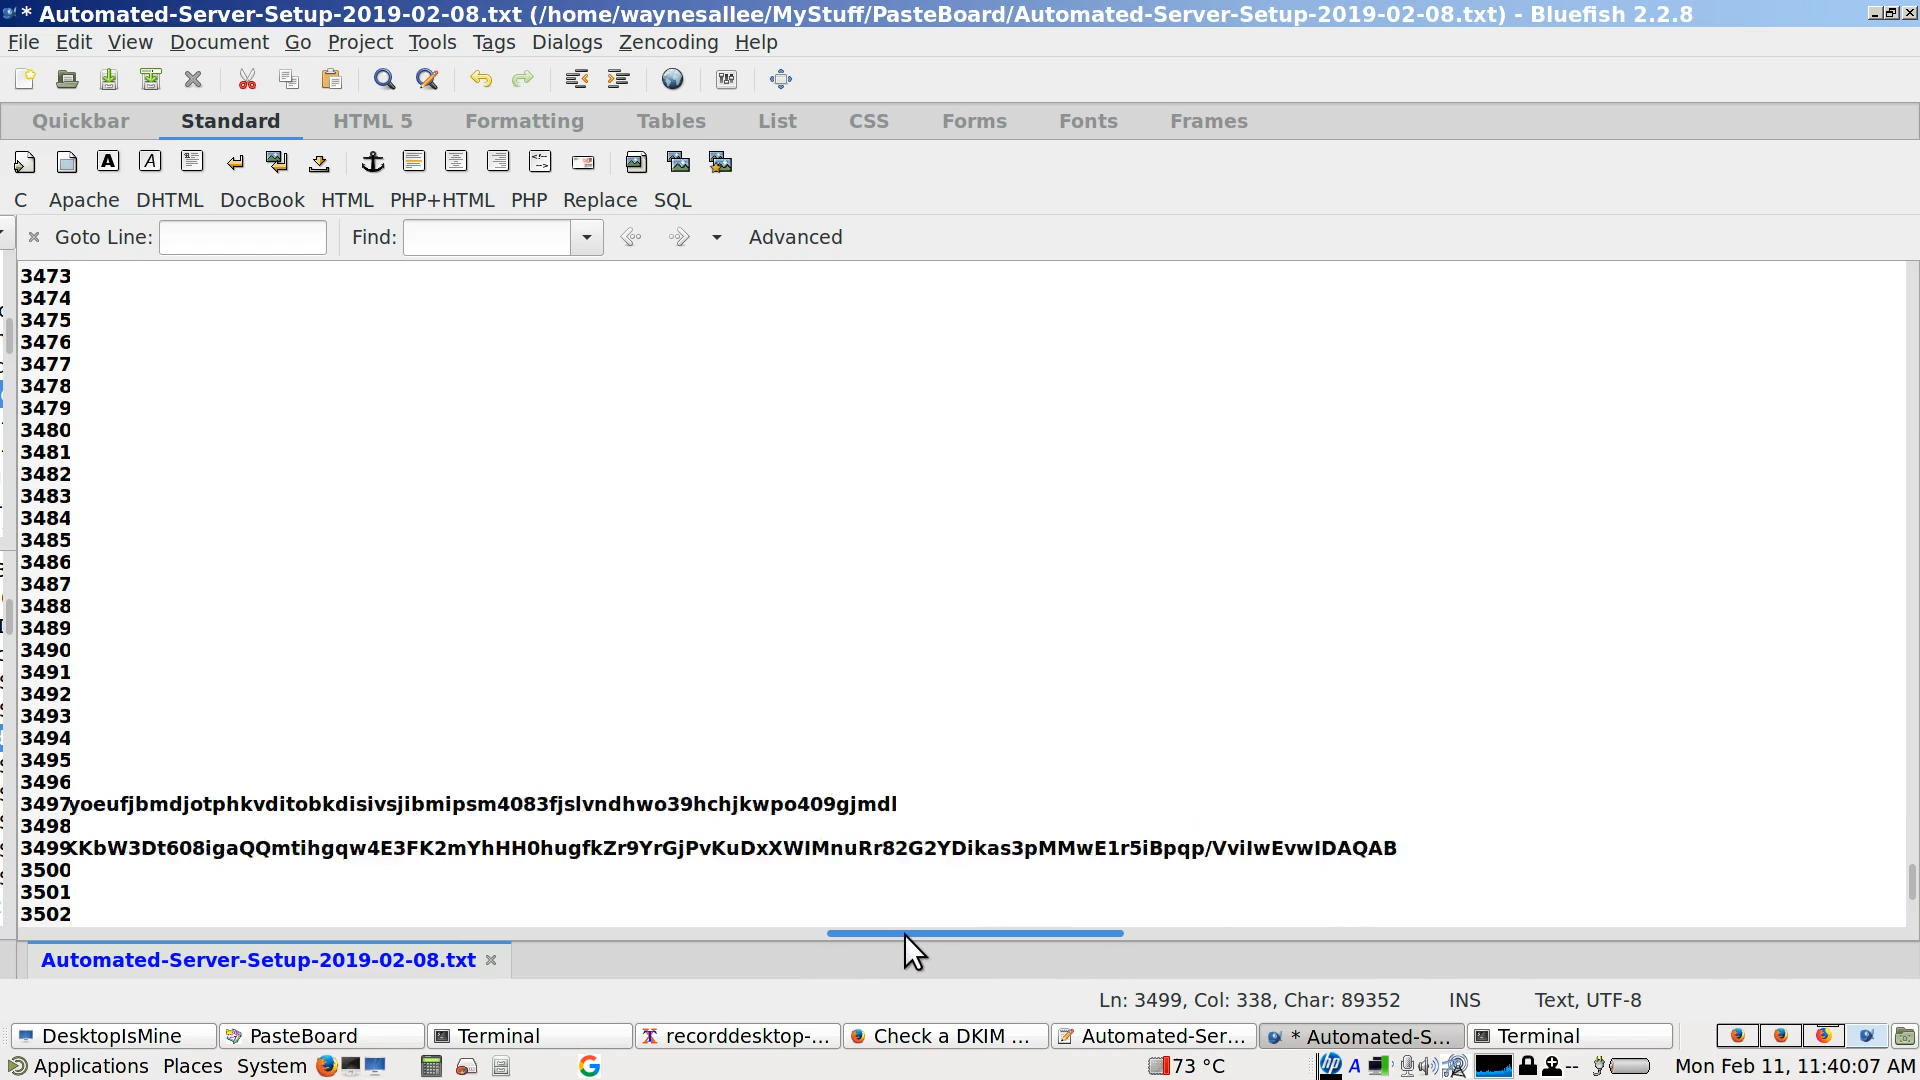 * Automated-Server-Setup-2019-02-08.txt (/home/waynesallee/MyStuff/PasteBoard/Automated-Server-Setup-2019-02-08.txt) - Bluefish 2.2.8
File Edit View Document Go Project Tools Tags Dialogs Zencoding Help
Quickbar Standard HTML 5 Formatting Tables List CSS Forms Fonts Frames
C Apache DHTML DocBook HTML PHP+HTML PHP Replace SQL
Goto Line: Find: Advanced
3473
3474
3475
3476
3477
3478
3479
3480
3481
3482
3483
3484
3485
3486
3487
3488
3489
3490
3491
3492
3493
3494
3495
3496
3497yoeufjbmdjotphkvditobkdisivsjibmipsm4083fjslvndhwo39hchjkwpo409gjmdl
3498
3499KKbW3Dt608igaQQmtihgqw4E3FK2mYhHH0hugfkZr9YrGjPvKuDxXWIMnuRr82G2YDikas3pMMwE1r5iBpqp/VviIwEvwIDAQAB
3500
3501
3502
Automated-Server-Setup-2019-02-08.txt
Ln: 3499, Col: 338, Char: 89352 INS Text, UTF-8
DesktopIsMine PasteBoard Terminal recorddesktop-... Check a DKIM ... Automated-Ser... * Automated-S... Terminal
Applications Places System 73 °C A -- Mon Feb 11, 11:40:07 AM